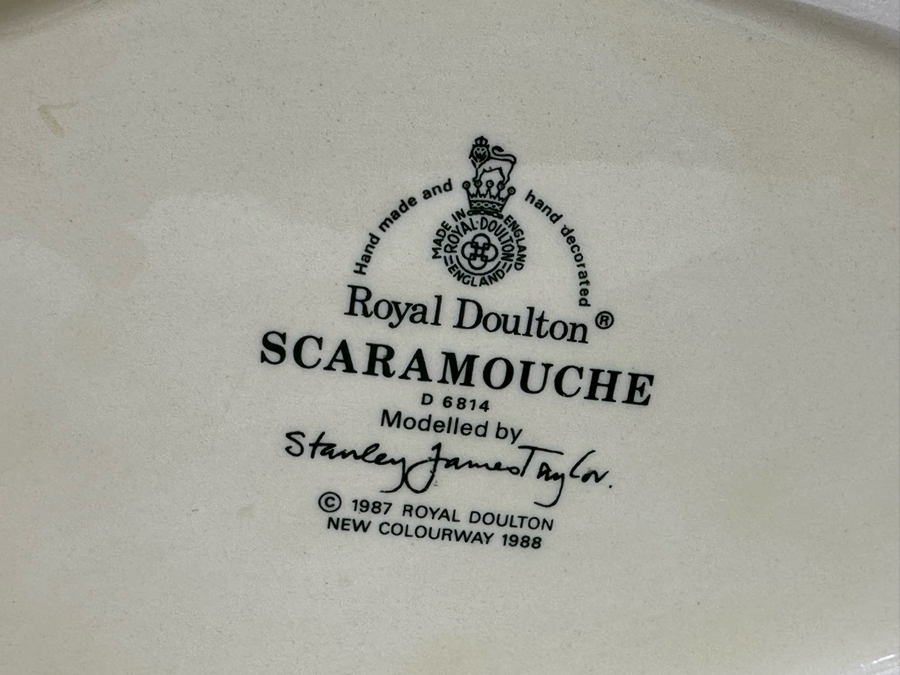 Hand made and hand decorated
MADE IN ENGLAND
ROYAL·DOULTON
ENGLAND
Royal Doulton®
SCARAMOUCHE
D 6814
Modelled by
Stanley James Taylor.
© 1987 ROYAL DOULTON
NEW COLOURWAY 1988